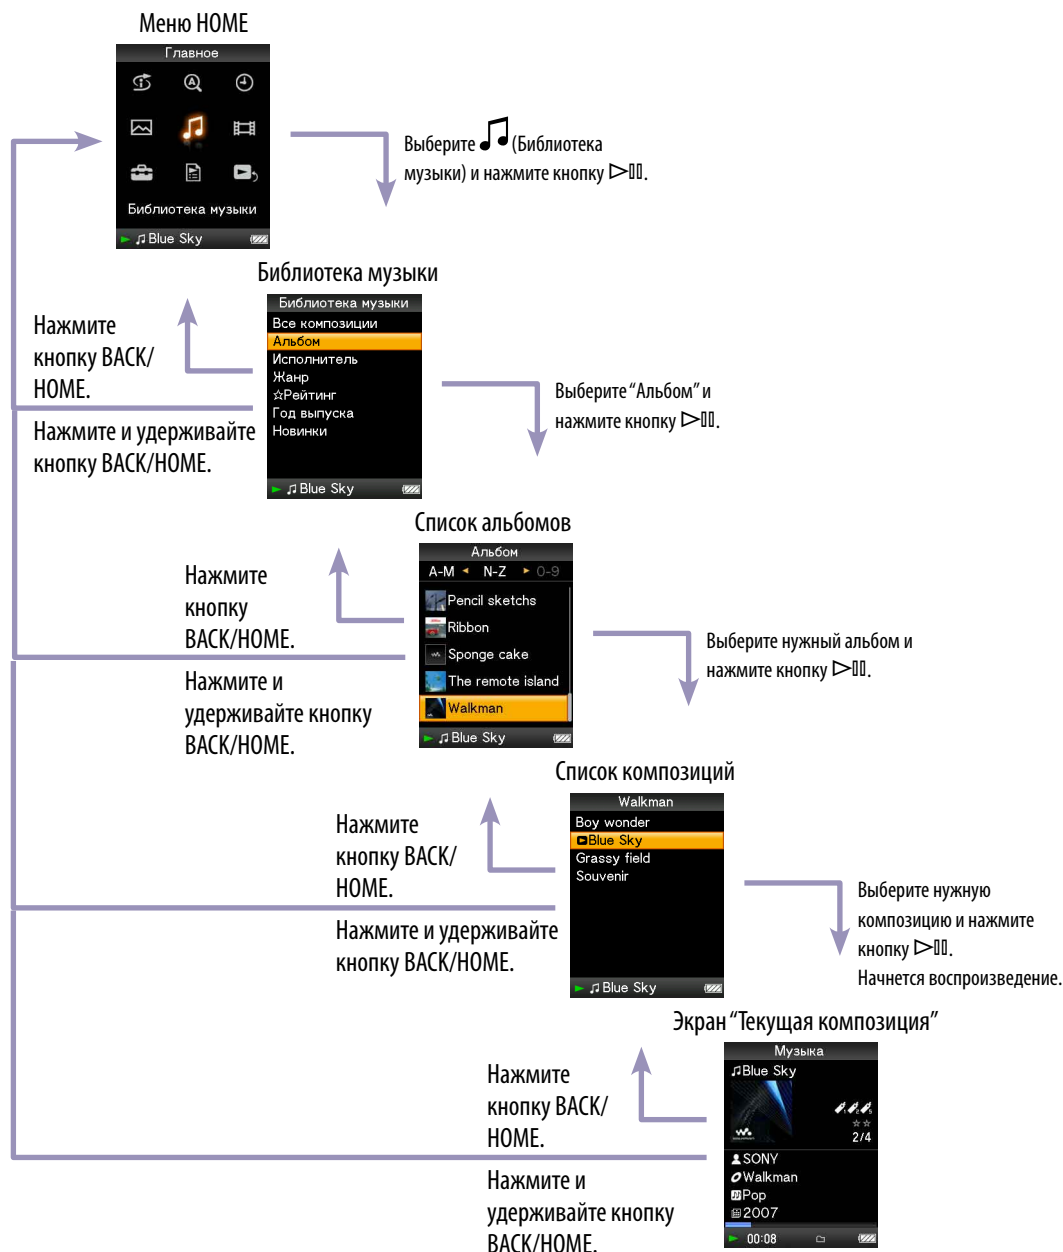 Меню HOME
Главное
Библиотека музыки
Blue Sky
Выберите (Библиотека
музыки) и нажмите кнопку
Библиотека музыки
Библиотека музыки
Все композиции
Альбом
Исполнитель
Жанр
☆Рейтинг
Год выпуска
Новинки
Blue Sky
Нажмите
кнопку BACK/
HOME.
Нажмите и удерживайте
кнопку BACK/HOME.
Выберите “Альбом” и
нажмите кнопку
Список альбомов
Альбом
A-M N-Z 0-9
Pencil sketchs
Ribbon
Sponge cake
The remote island
Walkman
Blue Sky
Нажмите
кнопку
BACK/HOME.
Нажмите и
удерживайте кнопку
BACK/HOME.
Выберите нужный альбом и
нажмите кнопку
Список композиций
Walkman
Boy wonder
Blue Sky
Grassy field
Souvenir
Blue Sky
Нажмите
кнопку BACK/
HOME.
Нажмите и удерживайте
кнопку BACK/HOME.
Выберите нужную
композицию и нажмите
кнопку
Начнется воспроизведение.
Экран “Текущая композиция”
Музыка
Blue Sky
2/4
SONY
Walkman
Pop
2007
00:08
Нажмите
кнопку BACK/
HOME.
Нажмите и
удерживайте кнопку
BACK/HOME.